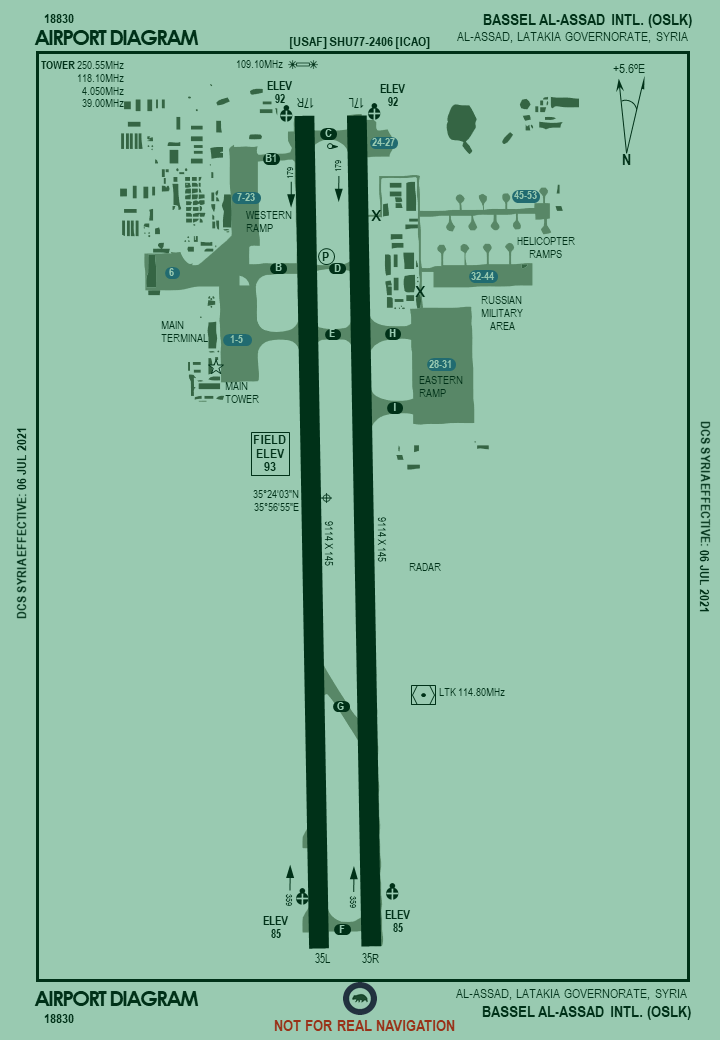 18830
AIRPORT DIAGRAM
[USAF] SHU77-2406 [ICAO]
BASSEL AL-ASSAD INTL. (OSLK)
AL-ASSAD, LATAKIA GOVERNORATE, SYRIA
TOWER 250.55MHz
118.10MHz
4.050MHz
39.00MHz
109.10MHz
ELEV
92
17R
17L
ELEV
92
+5.6ºE
N
C
24-27
B1
179
179
7-23
45-53
WESTERN
RAMP
X
HELICOPTER
RAMPS
P
6
B
D
32-44
X
RUSSIAN
MILITARY
AREA
MAIN
TERMINAL
1-5
E
H
28-31
EASTERN
RAMP
MAIN
TOWER
I
FIELD
ELEV
93
35°24'03"N
35°56'55"E
9114 X 145
9114 X 145
RADAR
DCS SYRIA EFFECTIVE: 06 JUL 2021
DCS SYRIA EFFECTIVE: 06 JUL 2021
LTK 114.80MHz
G
359
359
ELEV
85
ELEV
85
F
35L
35R
AIRPORT DIAGRAM
18830
AL-ASSAD, LATAKIA GOVERNORATE, SYRIA
BASSEL AL-ASSAD INTL. (OSLK)
NOT FOR REAL NAVIGATION